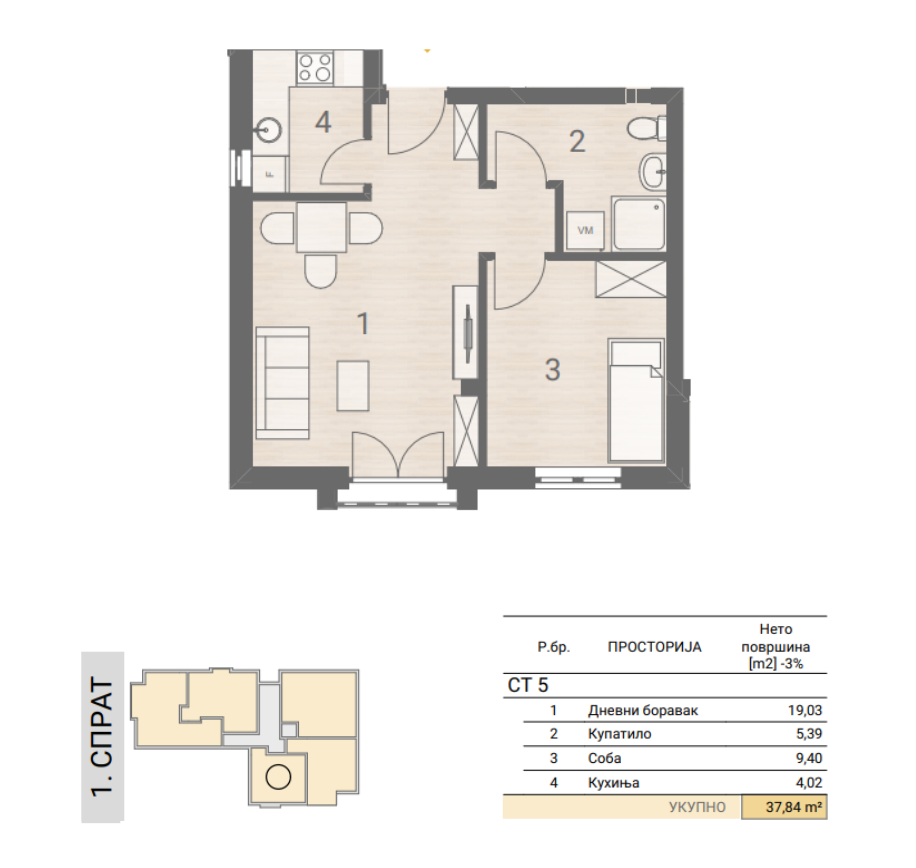 4
2
F
VM
1
3
1. СПРАТ
Р.бр. ПРОСТОРИЈА Нето површина [m2] -3%
СТ 5
1 Дневни боравак 19,03
2 Купатило 5,39
3 Соба 9,40
4 Кухиња 4,02
УКУПНО 37,84 m²